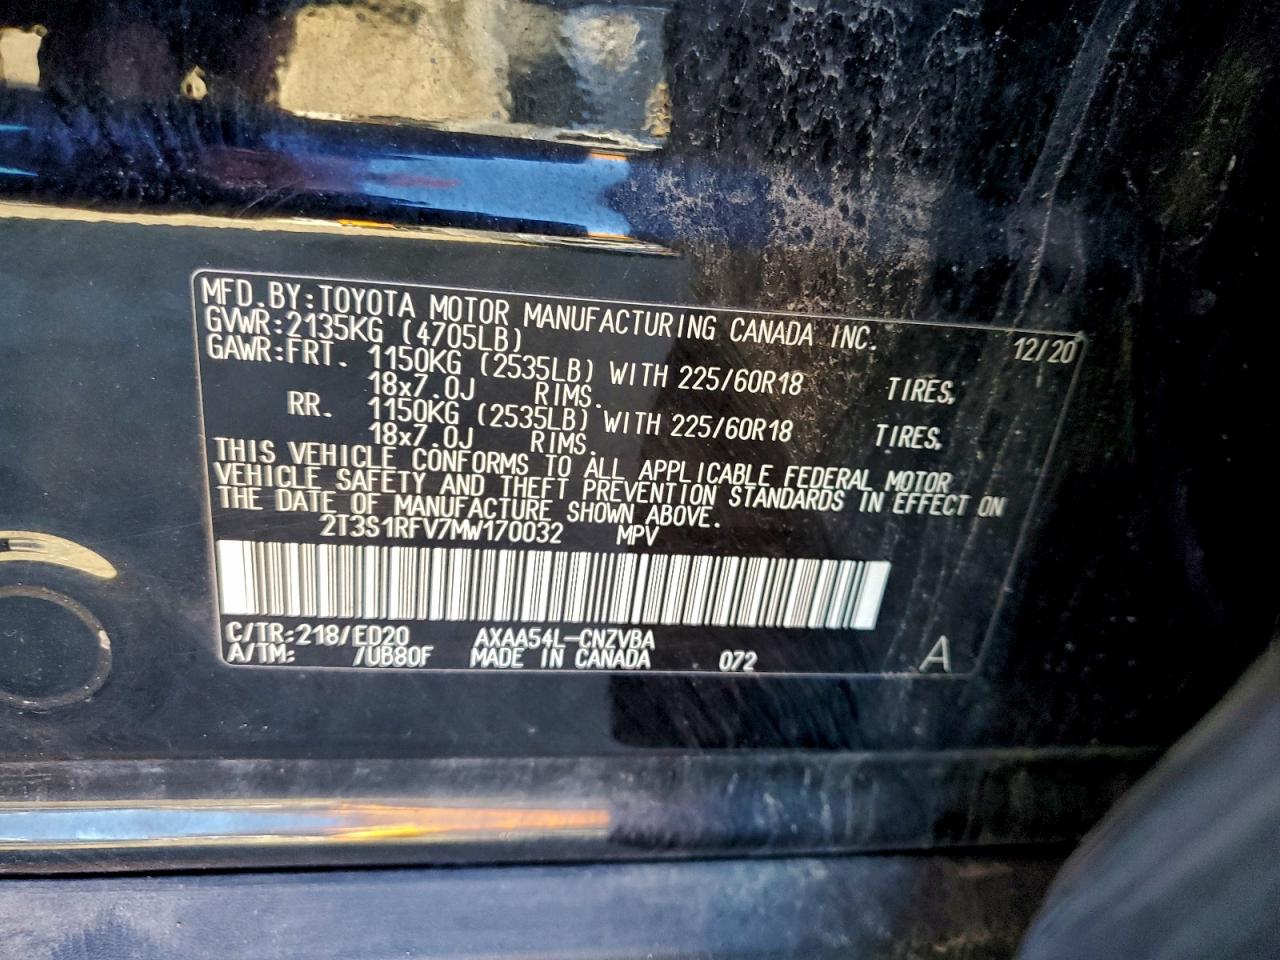 MFD.BY:TOYOTA MOTOR MANUFACTURING CANADA INC. 12/20
GVWR:2135KG (4705LB)
GAWR:FRT. 1150KG (2535LB) WITH 225/60R18 TIRES,
18x7.0J RIMS.
RR. 1150KG (2535LB) WITH 225/60R18 TIRES,
18x7.0J RIMS.
THIS VEHICLE CONFORMS TO ALL APPLICABLE FEDERAL MOTOR
VEHICLE SAFETY AND THEFT PREVENTION STANDARDS IN EFFECT ON
THE DATE OF MANUFACTURE SHOWN ABOVE.
2T3S1RFV7MW170032 MPV
C/TR:218/ED20 AXAA54L-CNZVBA
A/TM: /UB80F MADE IN CANADA 072 A